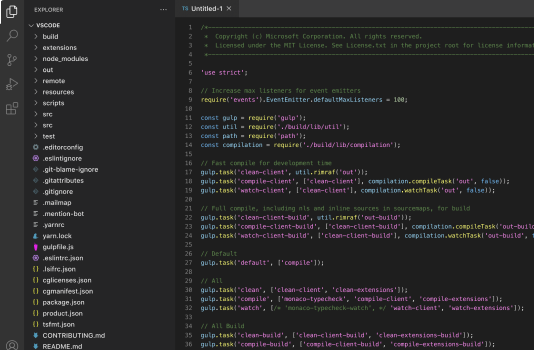 EXPLORER
VSCODE
build
extensions
node_modules
out
remote
resources
.scripts
src
src
test
.editorconfig
.eslintignore
.git-blame-ignore
.gitattributes
.gitignore
.mailmap
.mention-bot
.yarnrc
yarn.lock
gulpfile.js
.eslintrc.json
.lsifrc.json
cglicenses.json
cgmanifest.json
package.json
product.json
tsfmt.json
CONTRIBUTING.md
README.md
TS Untitled-1
1 /*---
2 * Copyright (c) Microsoft Corporation. All rights reserved.
3 * Licensed under the MIT License. See License.txt in the project root for license informat
4 *---
5
6 'use strict';
7
8 // Increase max listeners for event emitters
9 require('events').EventEmitter.defaultMaxListeners = 100;
10
11 const gulp = require('gulp');
12 const util = require('./build/lib/util');
13 const path = require('path');
14 const compilation = require('./build/lib/compilation');
15
16 // Fast compile for development time
17 gulp.task('clean-client', util.rimraf('out'));
18 gulp.task('compile-client', ['clean-client'], compilation.compileTask('out', false));
19 gulp.task('watch-client', ['clean-client'], compilation.watchTask('out', false));
20
21 // Full compile, including nls and inline sources in sourcemaps, for build
22 gulp.task('clean-client-build', util.rimraf('out-build'));
23 gulp.task('compile-client-build', ['clean-client-build'], compilation.compileTask('out-build
24 gulp.task('watch-client-build', ['clean-client-build'], compilation.watchTask('out-build', t
25
26 // Default
27 gulp.task('default', ['compile']);
28
29 // All
30 gulp.task('clean', ['clean-client', 'clean-extensions']);
31 gulp.task('compile', ['monaco-typecheck', 'compile-client', 'compile-extensions']);
32 gulp.task('watch', [/* 'monaco-typecheck-watch', */ 'watch-client', 'watch-extensions']);
33
34 // All Build
35 gulp.task('clean-build', ['clean-client-build', 'clean-extensions-build']);
36 gulp.task('compile-build', ['compile-client-build', 'compile-extensions-build']);